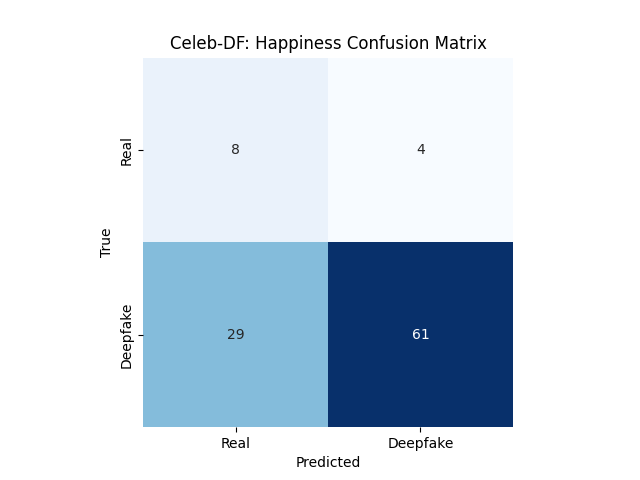 Celeb-DF: Happiness Confusion Matrix
Real
8
4
True
Deepfake
29
61
Real
Deepfake
Predicted